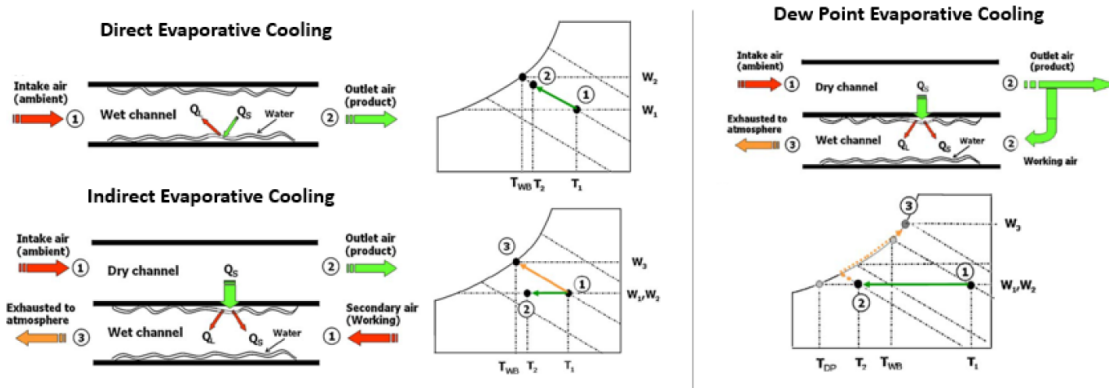 Direct Evaporative Cooling
Intake air
(ambient)
1
Wet channel
QL
QS
Water
Outlet air
(product)
2
2
1
W2
W1
TWB T2 T1
Indirect Evaporative Cooling
Intake air
(ambient)
1
Dry channel
QS
Outlet air
(product)
2
Exhausted to
atmosphere
3
Wet channel
QL
QS
Water
Secondary air
(Working)
1
3
1
2
W3
W1,W2
TWB T2 T1
Dew Point Evaporative Cooling
Intake air
(ambient)
1
Dry channel
QS
Outlet air
(product)
2
Exhausted to
atmosphere
3
Wet channel
QL
QS
Water
2
Working air
3
1
2
W3
W1,W2
TDP T2 TWB T1